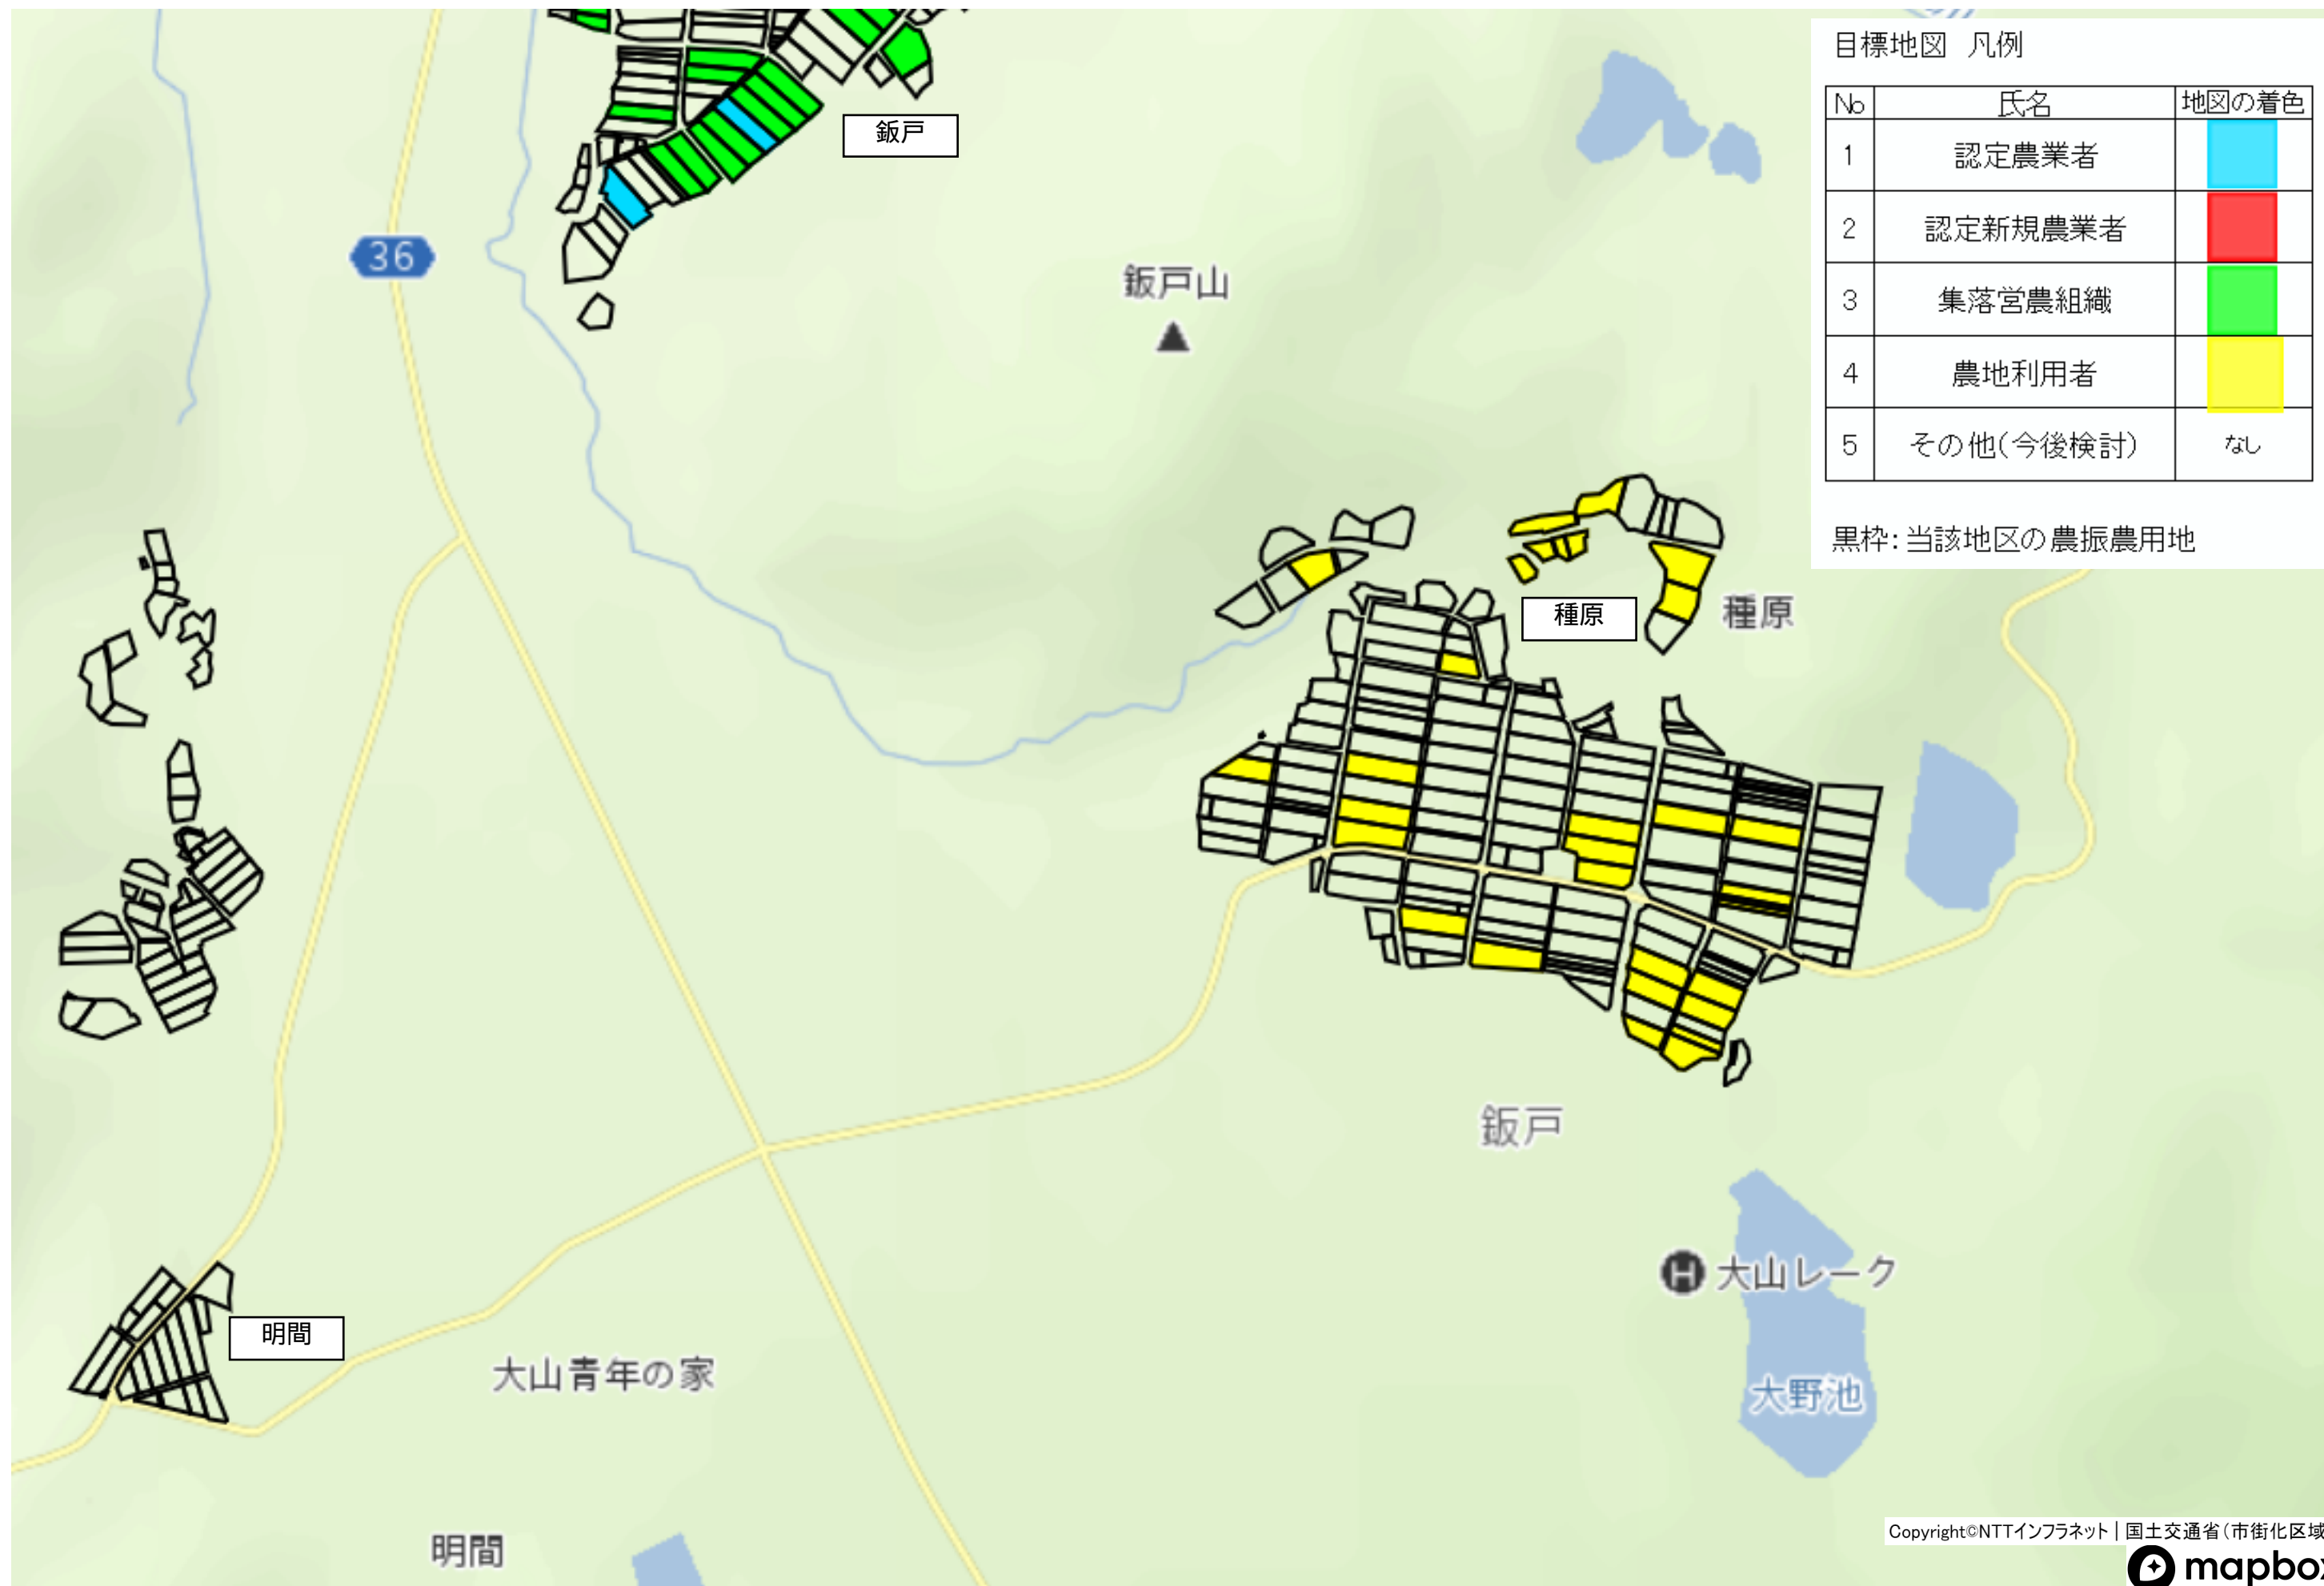 目標地図 凡例
No 氏名 地図の着色
1 認定農業者
2 認定新規農業者
3 集落営農組織
4 農地利用者
5 その他(今後検討) なし
黒枠:当該地区の農振農用地
鈑戸
36
鈑戸山
種原
種原
鈑戸
大山レーク
明間
大山青年の家
大野池
明間
Copyright©NTTインフラネット | 国土交通省(市街化区域
mapbox